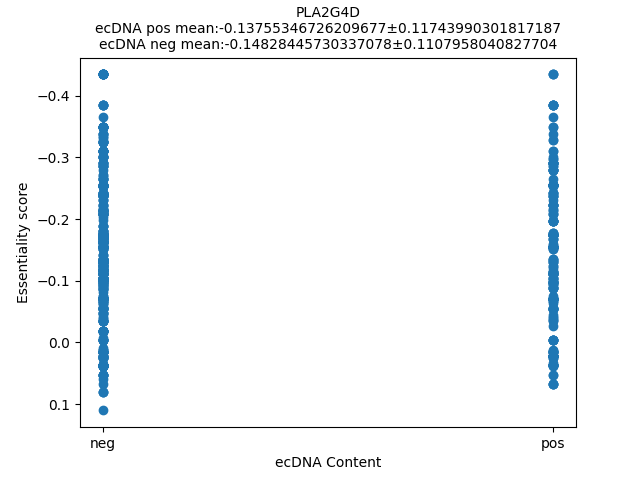 PLA2G4D
ecDNA pos mean:-0.13755346726209677±0.11743990301817187
ecDNA neg mean:-0.14828445730337078±0.1107958040827704
−0.4
−0.3
−0.2
−0.1
0.0
0.1
Essentiality score
neg
pos
ecDNA Content